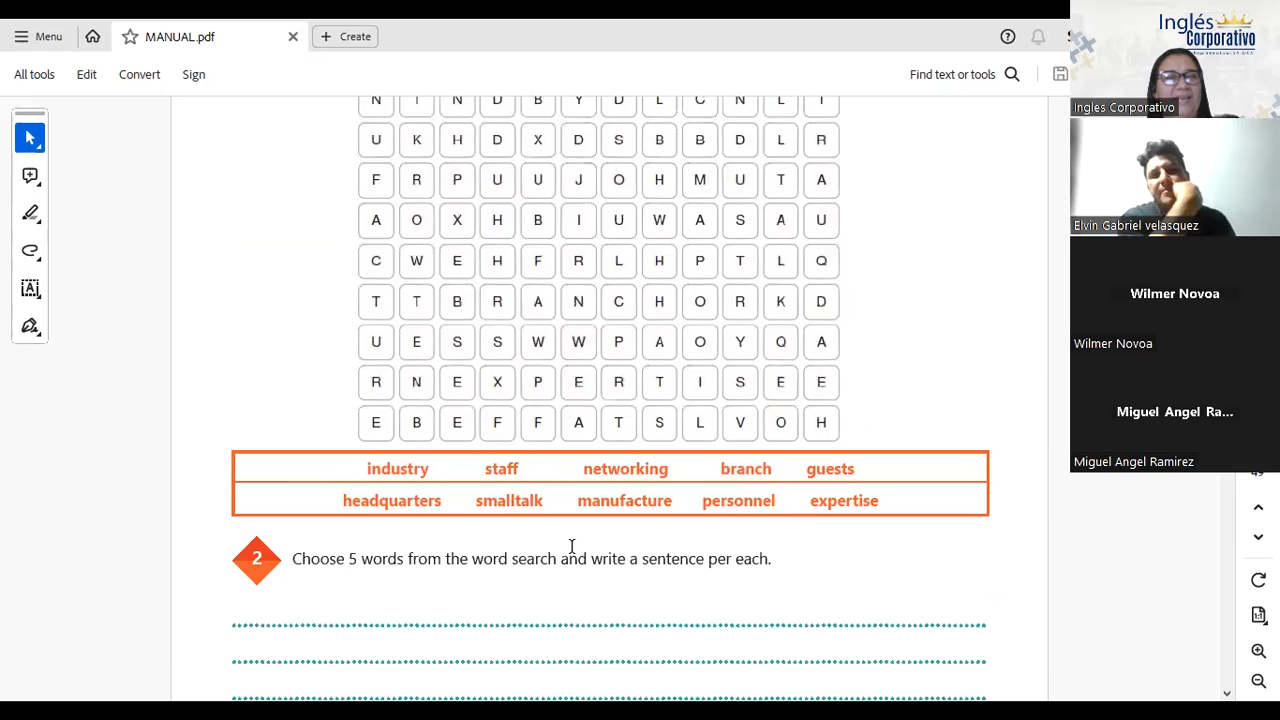 Menu
MANUAL.pdf
Create
All tools
Edit
Convert
Sign
Find text or tools
Inglés
Corporativo
Ingles Corporativo
Elvin Gabriel velasquez
Wilmer Novoa
Wilmer Novoa
Miguel Angel Ra...
Miguel Angel Ramirez
N I N D B Y D L C N L I
U K H D X D S B B D L R
F R P U U J O H M U T A
A O X H B I U W A S A U
C W E H F R L H P T L Q
T T B R A N C H O R K D
U E S S W W P A O Y Q A
R N E X P E R T I S E E
E B E F F A T S L V O H
industry staff networking branch guests
headquarters smalltalk manufacture personnel expertise
2 Choose 5 words from the word search and write a sentence per each.